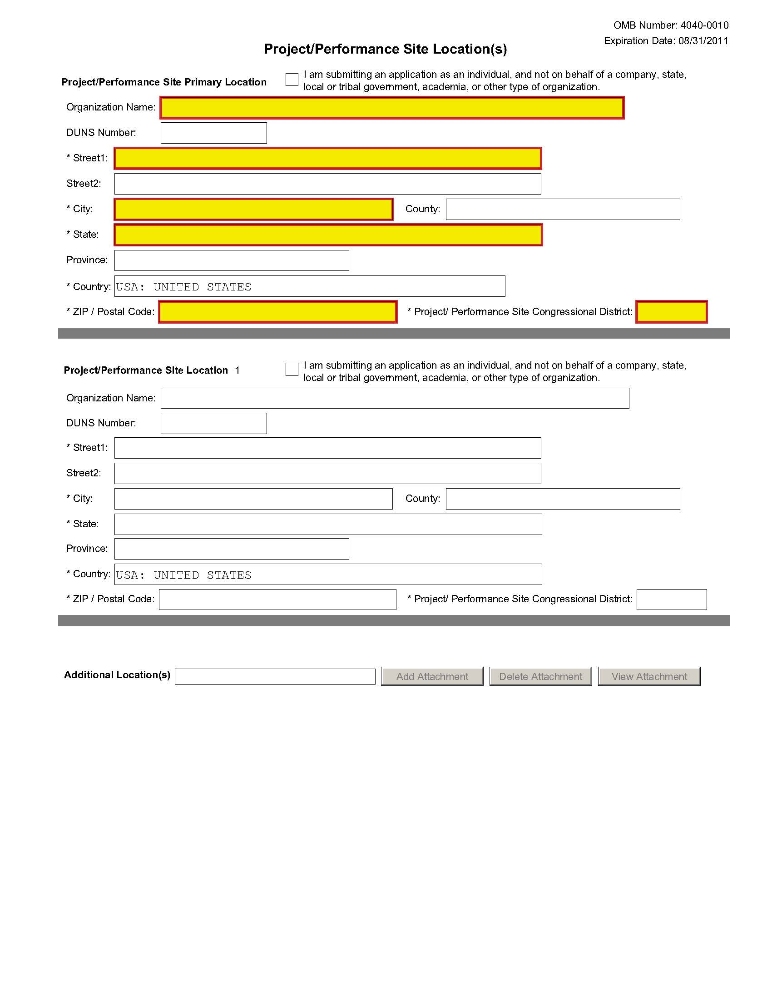 OMB Number: 4040-0010
Expiration Date: 08/31/2011
Project/Performance Site Location(s)
Project/Performance Site Primary Location
I am submitting an application as an individual, and not on behalf of a company, state,
local or tribal government, academia, or other type of organization.
Organization Name:
DUNS Number:
* Street1:
Street2:
* City: County:
* State:
Province:
* Country: USA: UNITED STATES
* ZIP / Postal Code: * Project/ Performance Site Congressional District:
Project/Performance Site Location 1
I am submitting an application as an individual, and not on behalf of a company, state,
local or tribal government, academia, or other type of organization.
Organization Name:
DUNS Number:
* Street1:
Street2:
* City: County:
* State:
Province:
* Country: USA: UNITED STATES
* ZIP / Postal Code: * Project/ Performance Site Congressional District:
Additional Location(s) Add Attachment Delete Attachment View Attachment